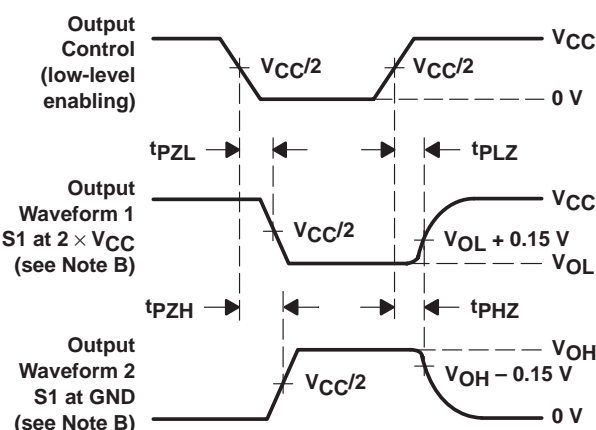 Output
Control
(low-level
enabling)
VCC/2
VCC/2
VCC
0 V
tPZL
tPLZ
Output
Waveform 1
S1 at 2 × VCC
(see Note B)
VCC/2
VCC
VOL + 0.15 V
VOL
tPZH
tPHZ
Output
Waveform 2
S1 at GND
(see Note B)
VCC/2
VOH
VOH – 0.15 V
0 V